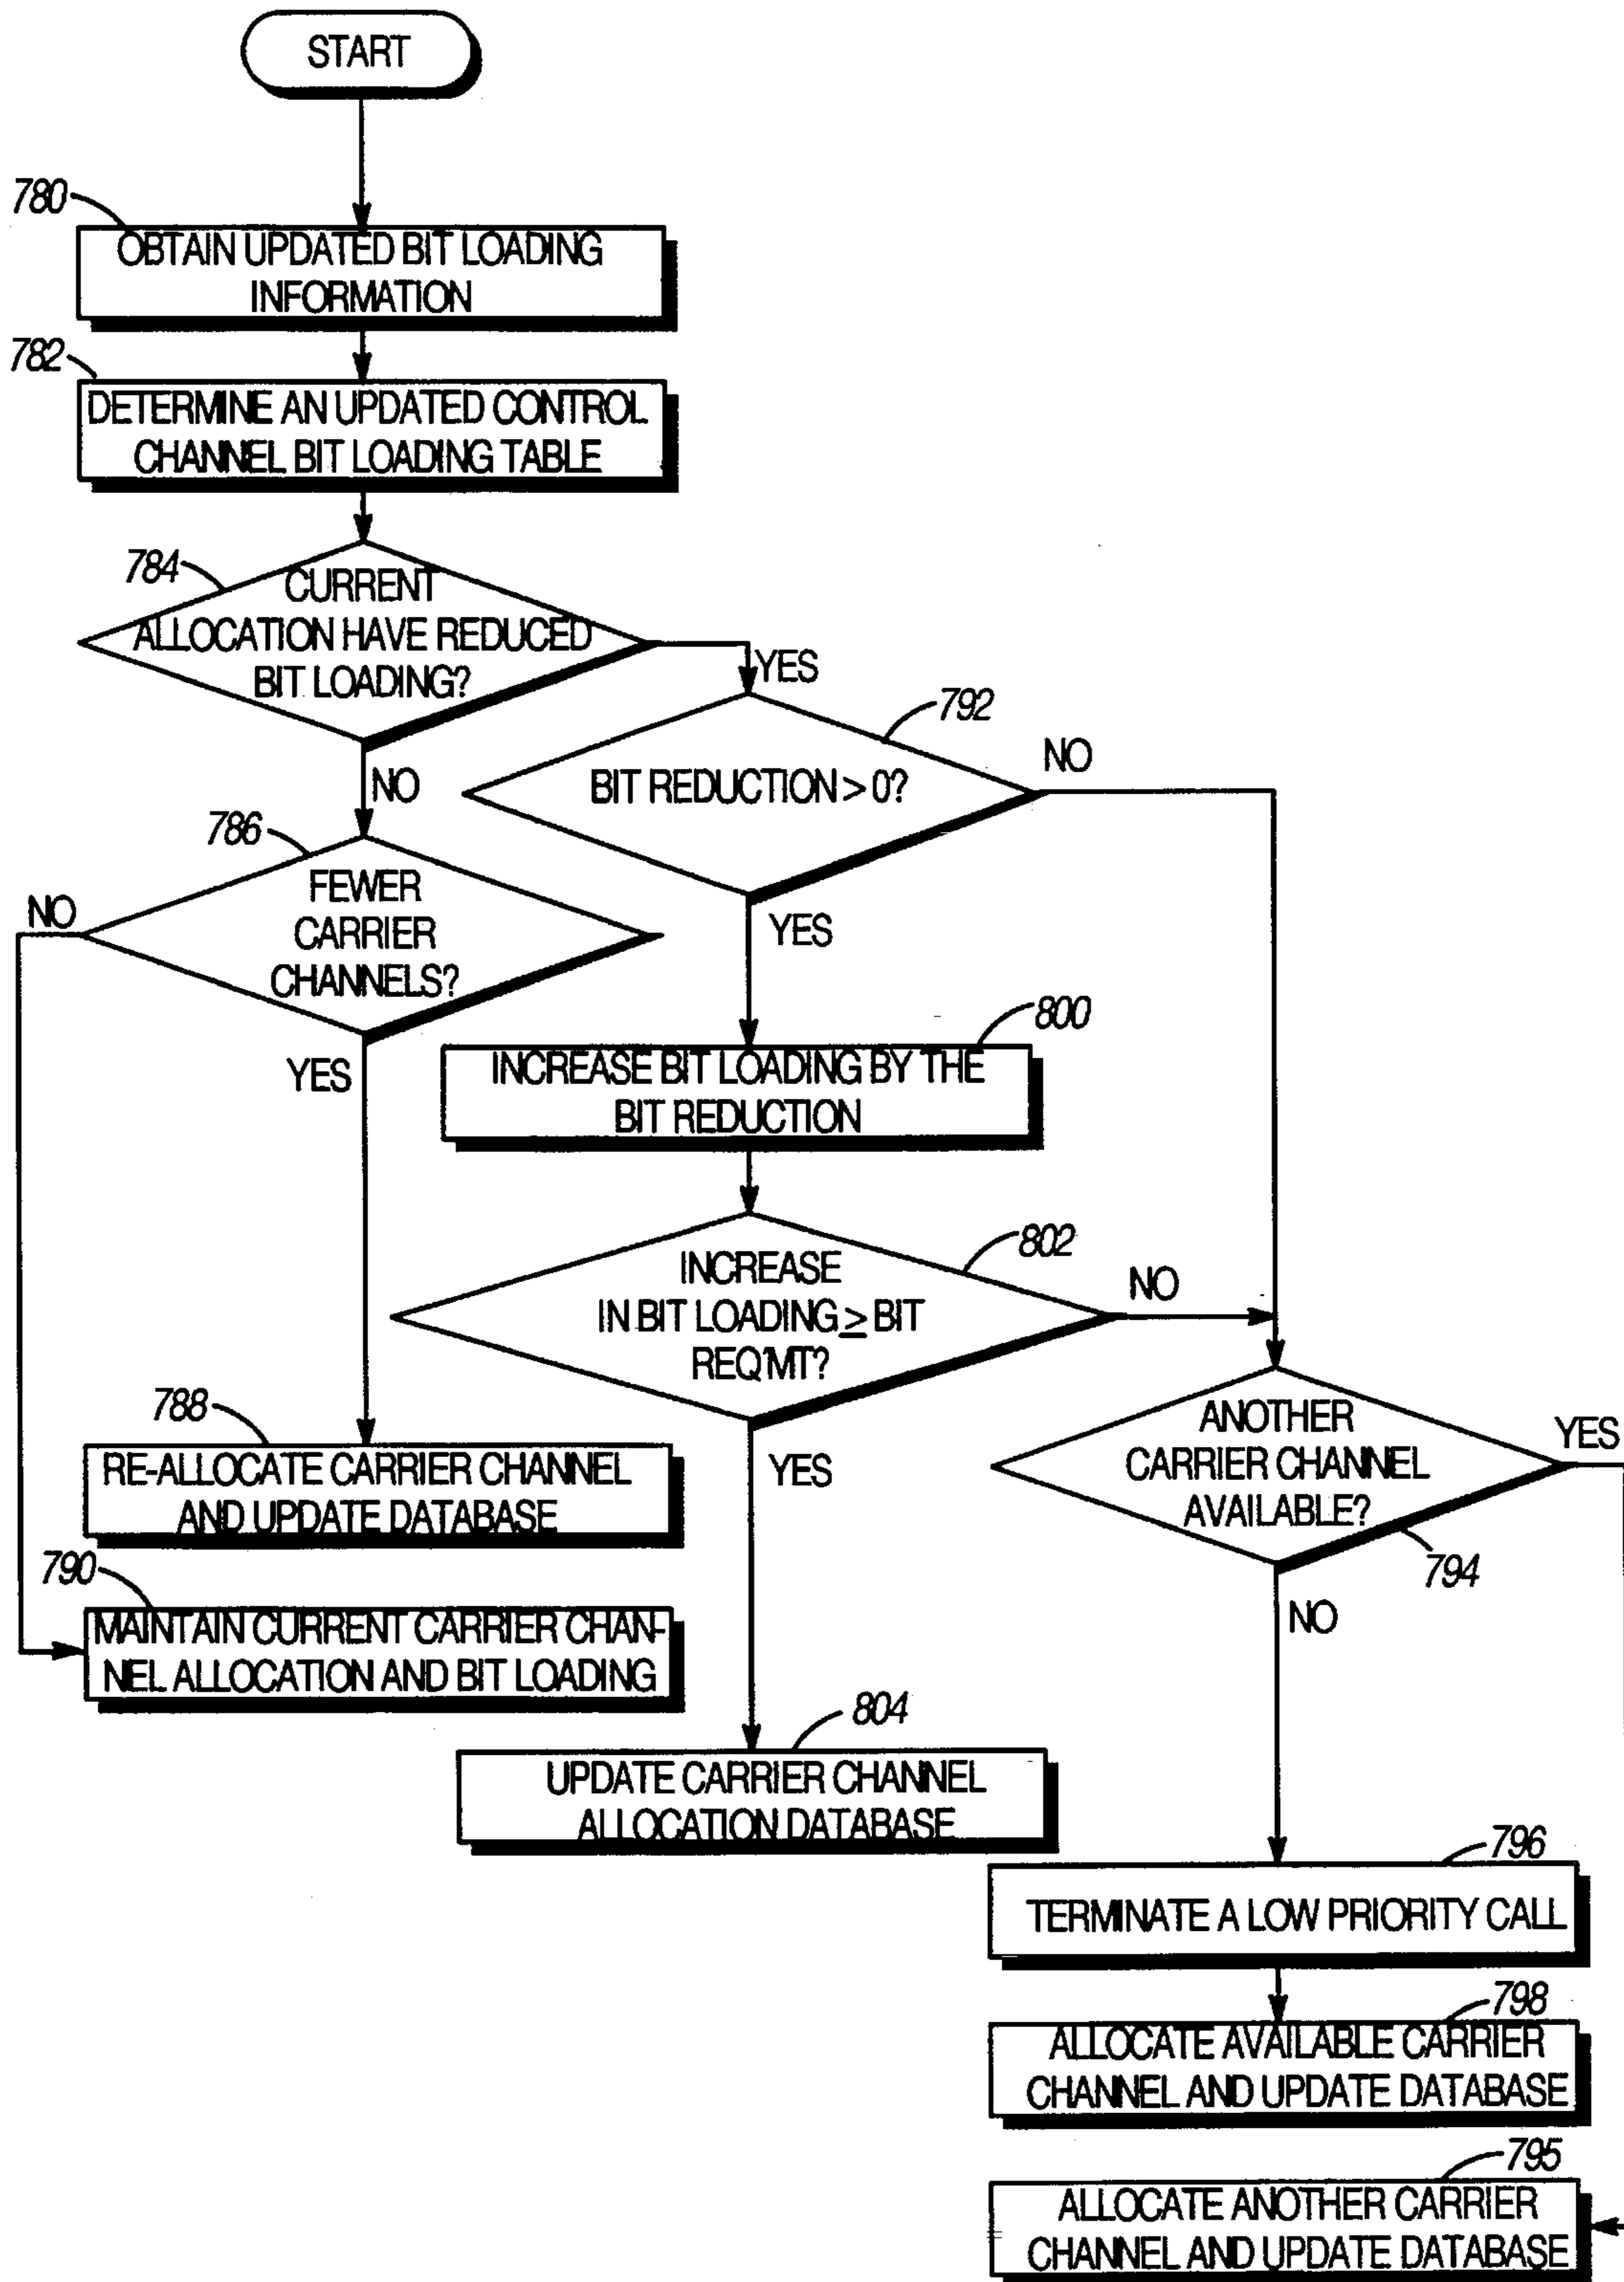 START
780
OBTAIN UPDATED BIT LOADING
INFORMATION
782
DETERMINE AN UPDATED CONTROL
CHANNEL BIT LOADING TABLE
784
CURRENT
ALLOCATION HAVE REDUCED
BIT LOADING?
YES
NO
792
BIT REDUCTION > 0?
NO
YES
786
FEWER
CARRIER
CHANNELS?
NO
YES
800
INCREASE BIT LOADING BY THE
BIT REDUCTION
802
INCREASE
IN BIT LOADING ≥ BIT
REQ'MT?
NO
YES
788
RE-ALLOCATE CARRIER CHANNEL
AND UPDATE DATABASE
790
MAINTAIN CURRENT CARRIER CHAN-
NEL ALLOCATION AND BIT LOADING
ANOTHER
CARRIER CHANNEL
AVAILABLE?
YES
794
NO
804
UPDATE CARRIER CHANNEL
ALLOCATION DATABASE
796
TERMINATE A LOW PRIORITY CALL
798
ALLOCATE AVAILABLE CARRIER
CHANNEL AND UPDATE DATABASE
795
ALLOCATE ANOTHER CARRIER
CHANNEL AND UPDATE DATABASE